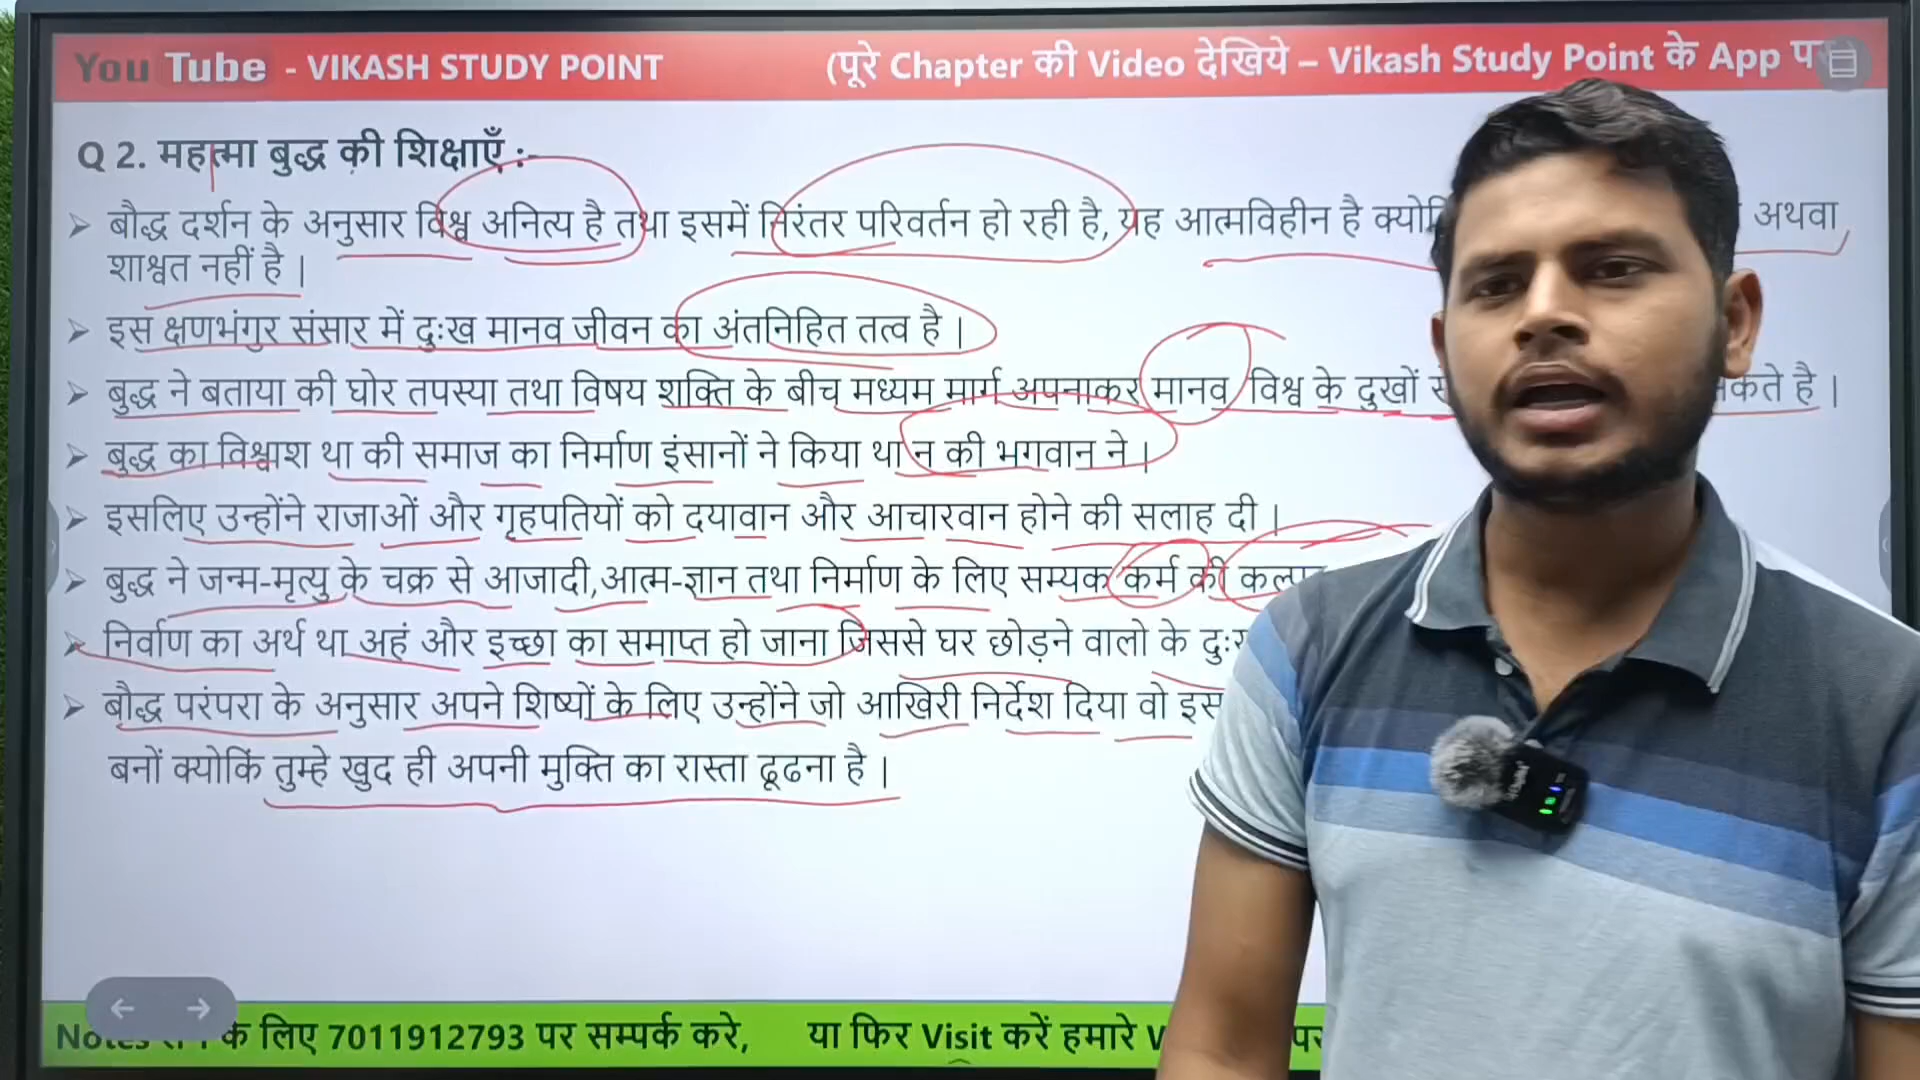 You Tube - VIKASH STUDY POINT (पूरे Chapter की Video देखिये – Vikash Study Point के App
Q 2. महात्मा बुद्ध की शिक्षाएँ :-
➢ बौद्ध दर्शन के अनुसार विश्व अनित्य है तथा इसमें निरंतर परिवर्तन हो रही है, यह आत्मविहीन है अथवा
शाश्वत नहीं है |
➢ इस क्षणभंगुर संसार में दुःख मानव जीवन का अंतनिहित तत्व है |
➢ बुद्ध ने बताया की घोर तपस्या तथा विषय शक्ति के बीच मध्यम मार्ग अपनाकर मानव विश्व के दुखों है |
➢ बुद्ध का विश्वाश था की समाज का निर्माण इंसानों ने किया था न की भगवान ने |
➢ इसलिए उन्होंने राजाओं और गृहपतियों को दयावान और आचारवान होने की सलाह दी |
➢ बुद्ध ने जन्म-मृत्यु के चक्र से आजादी,आत्म-ज्ञान तथा निर्माण के लिए सम्यक कर्म की
➢ निर्वाण का अर्थ था अहं और इच्छा का समाप्त हो जाना जिससे घर छोड़ने वालो के
➢ बौद्ध परंपरा के अनुसार अपने शिष्यों के लिए उन्होंने जो आखिरी निर्देश दिया वो
बनों क्योकिं तुम्हे खुद ही अपनी मुक्ति का रास्ता ढूढना है |
के लिए 7011912793 पर सम्पर्क करे, या फिर Visit करें हमारे